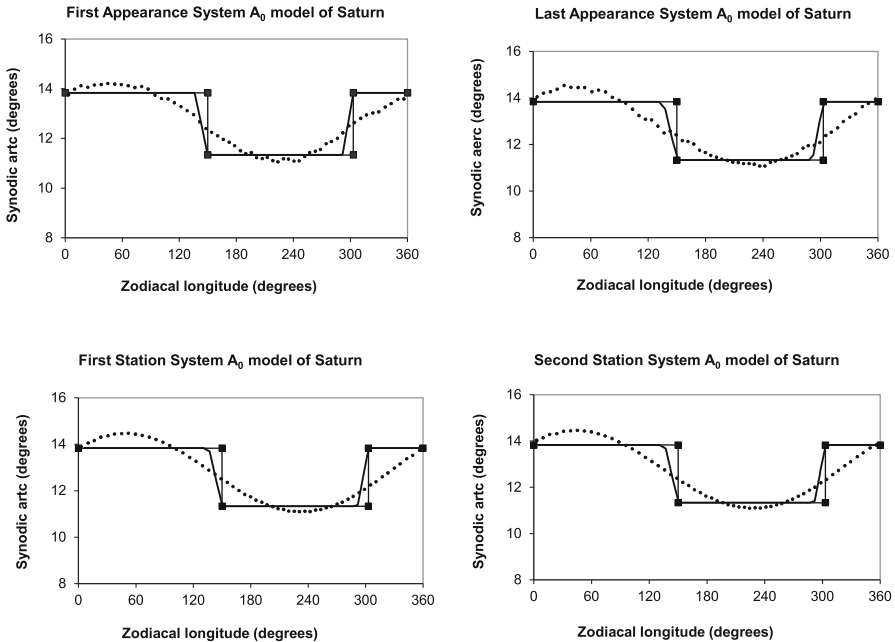 First Appearance System A0 model of Saturn
16
14
12
10
8
Synodic artc (degrees)
0 60 120 180 240 300 360
Zodiacal longitude (degrees)
Last Appearance System A0 model of Saturn
16
14
12
10
8
Synodic aerc (degrees)
0 60 120 180 240 300 360
Zodiacal longitude (degrees)
First Station System A0 model of Saturn
16
14
12
10
8
Synodic artc (degrees)
0 60 120 180 240 300 360
Zodiacal longitude (degrees)
Second Station System A0 model of Saturn
16
14
12
10
8
Synodic artc (degrees)
0 60 120 180 240 300 360
Zodiacal longitude (degrees)